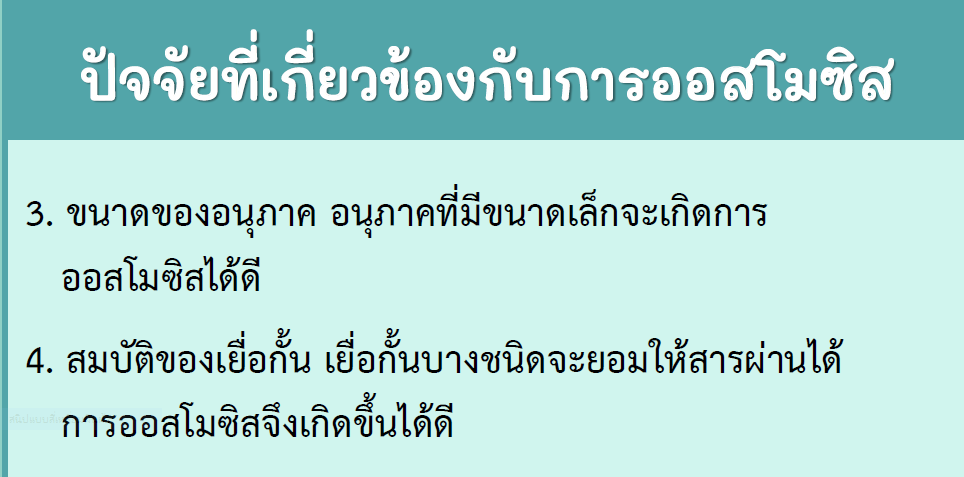 ปัจจัยที่เกี่ยวข้องกับการออสโมซิส
3. ขนาดของอนุภาค อนุภาคที่มีขนาดเล็กจะเกิดการ
ออสโมซิสได้ดี
4. สมบัติของเยื่อกั้น เยื่อกั้นบางชนิดจะยอมให้สารผ่านได้
การออสโมซิสจึงเกิดขึ้นได้ดี